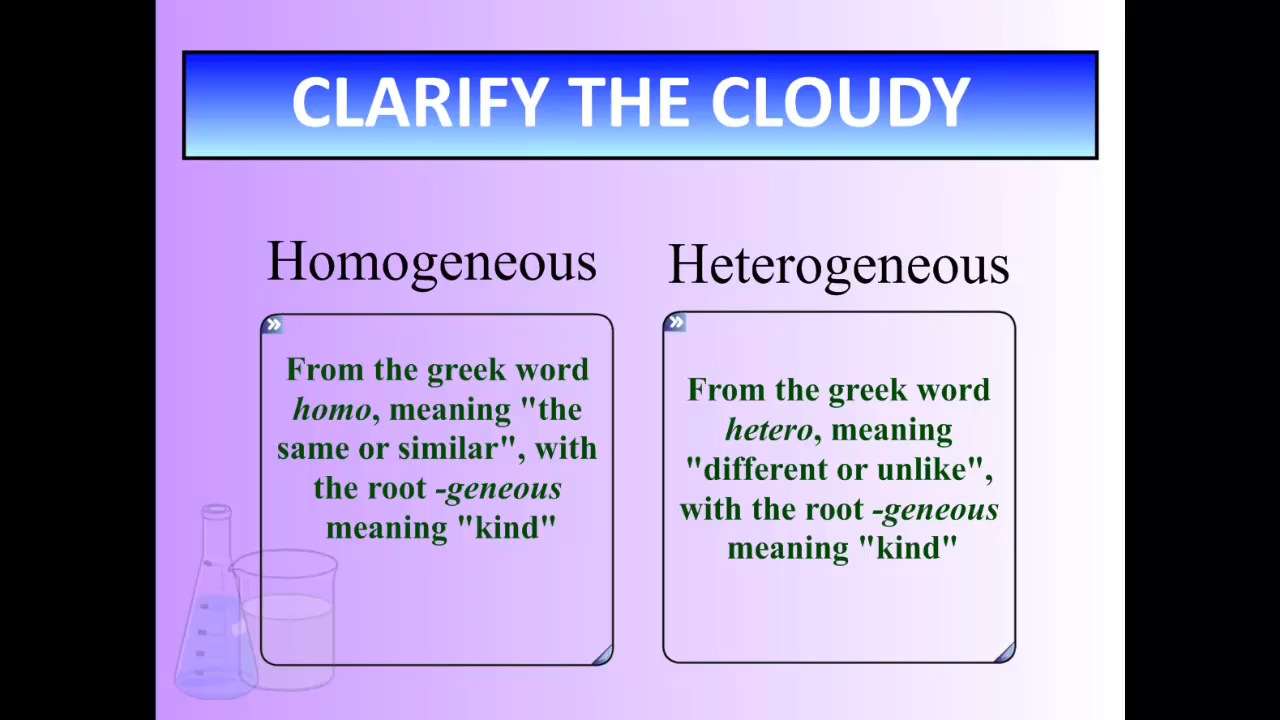 CLARIFY THE CLOUDY
Homogeneous
From the greek word
homo, meaning "the
same or similar", with
the root -geneous
meaning "kind"
Heterogeneous
From the greek word
hetero, meaning
"different or unlike",
with the root -geneous
meaning "kind"